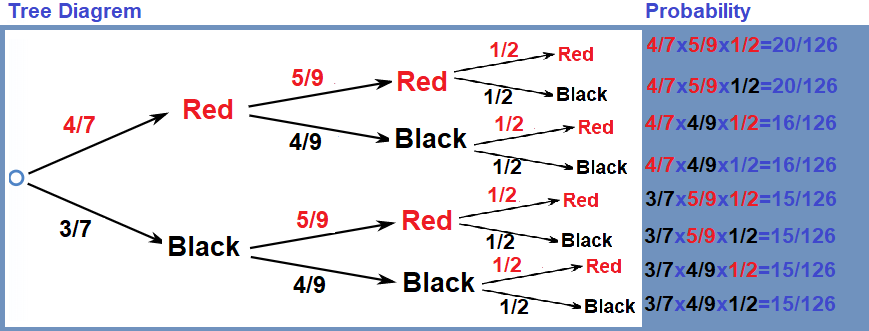 Tree Diagrem Probability
1/2 Red 4/7x5/9x1/2=20/126
5/9 Red
1/2 Black 4/7x5/9x1/2=20/126
4/7 Red
4/9 Black
1/2 Red 4/7x4/9x1/2=16/126
1/2 Black 4/7x4/9x1/2=16/126
1/2 Red 3/7x5/9x1/2=15/126
5/9 Red
3/7 Black
1/2 Black 3/7x5/9x1/2=15/126
1/2 Red 3/7x4/9x1/2=15/126
4/9 Black
1/2 Black 3/7x4/9x1/2=15/126